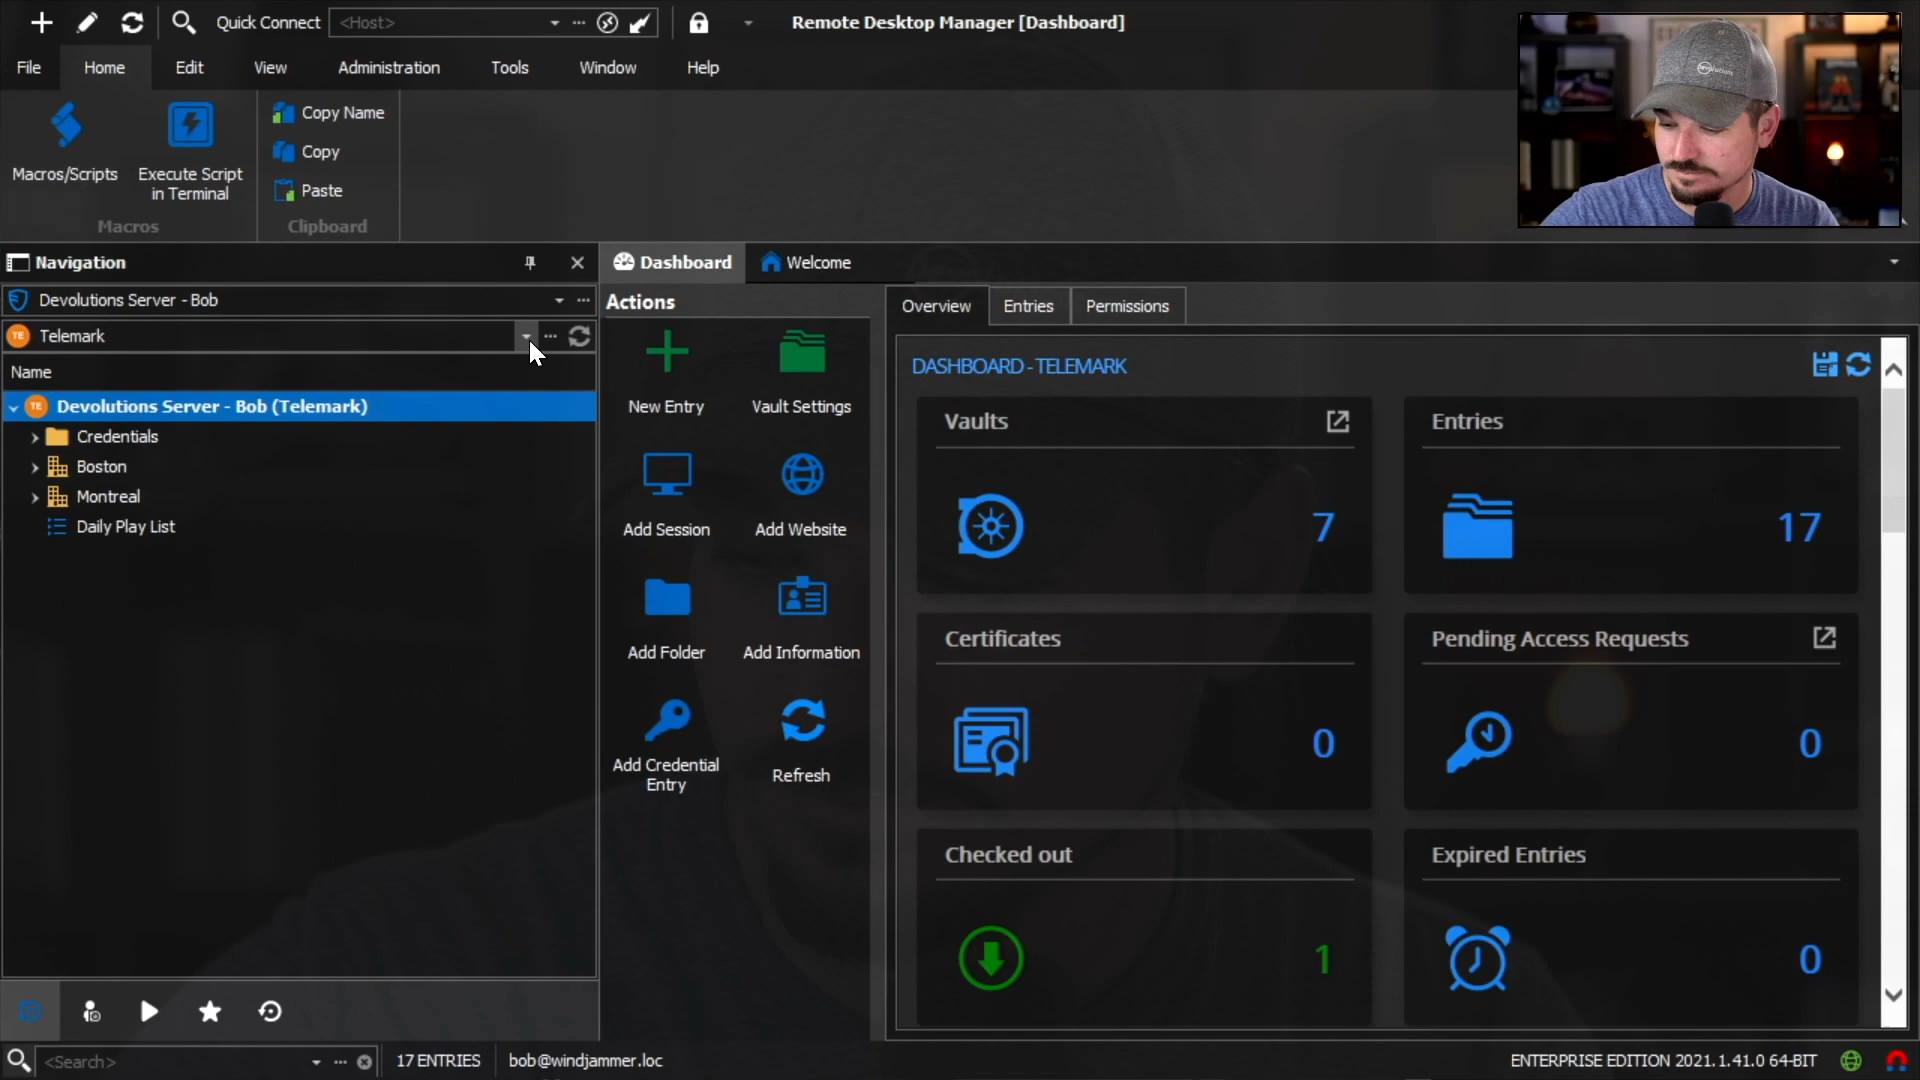 Quick Connect
<Host>
Remote Desktop Manager [Dashboard]
File
Home
Edit
View
Administration
Tools
Window
Help
Macros/Scripts
Execute Script
in Terminal
Copy Name
Copy
Paste
Macros
Clipboard
Navigation
Dashboard
Welcome
Devolutions Server - Bob
TE
Telemark
Name
TE
Devolutions Server - Bob (Telemark)
Credentials
Boston
Montreal
Daily Play List
Actions
New Entry
Vault Settings
Add Session
Add Website
Add Folder
Add Information
Add Credential
Entry
Refresh
Overview
Entries
Permissions
DASHBOARD - TELEMARK
Vaults
7
Entries
17
Certificates
0
Pending Access Requests
0
Checked out
1
Expired Entries
0
<Search>
17 ENTRIES
bob@windjammer.loc
ENTERPRISE EDITION 2021.1.41.0 64-BIT